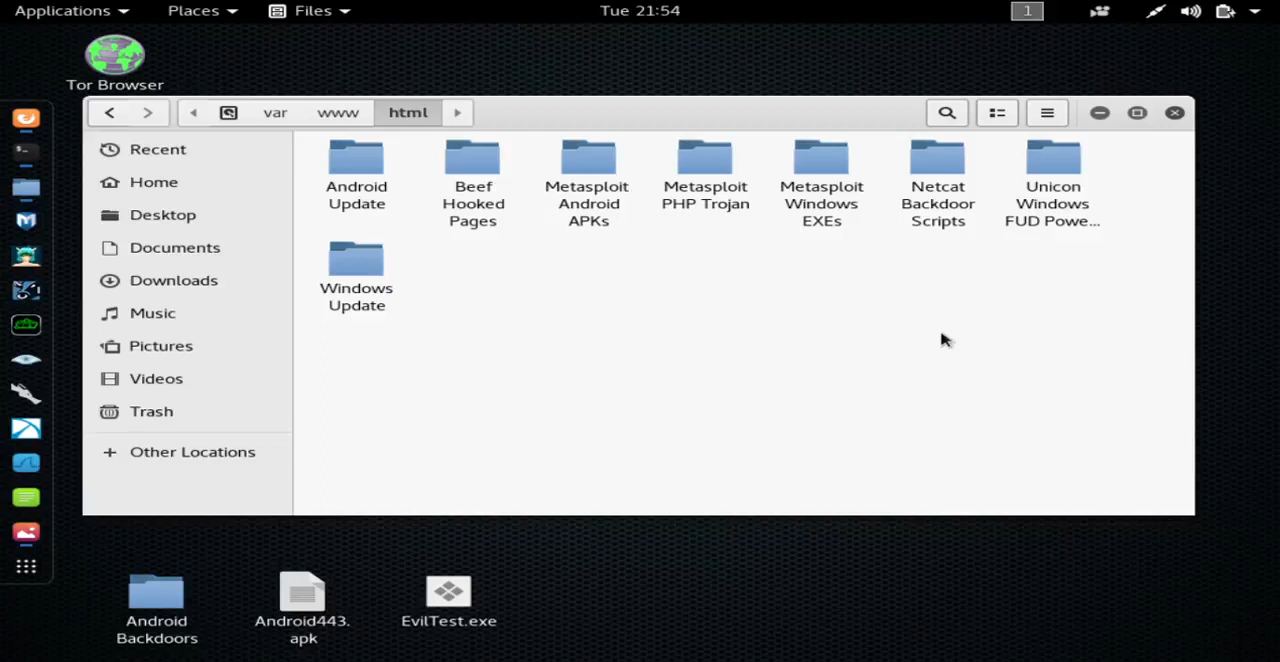 Applications Places Files Tue 21:54 1
Tor Browser
var www html
Recent
Home
Desktop
Documents
Downloads
Music
Pictures
Videos
Trash
Other Locations
Android
Update
Beef
Hooked
Pages
Metasploit
Android
APKs
Metasploit
PHP Trojan
Metasploit
Windows
EXEs
Netcat
Backdoor
Scripts
Unicon
Windows
FUD Powe...
Windows
Update
Android
Backdoors
Android443.
apk
EvilTest.exe